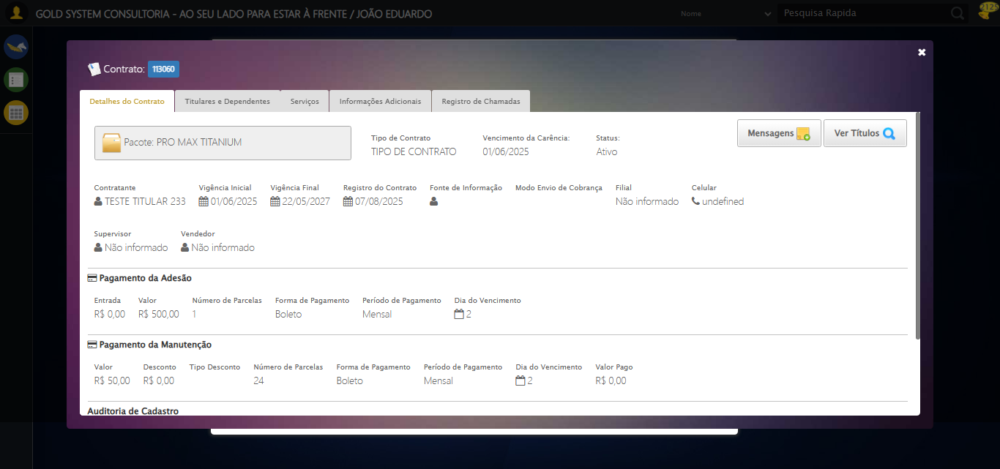 GOLD SYSTEM CONSULTORIA - AO SEU LADO PARA ESTAR À FRENTE / JOÃO EDUARDO
Nome
Pesquisa Rapida
2125
Contrato: 113060
Detalhes do Contrato Titulares e Dependentes Serviços Informações Adicionais Registro de Chamadas
Pacote: PRO MAX TITANIUM
Tipo de Contrato Vencimento da Carência: Status:
TIPO DE CONTRATO 01/06/2025 Ativo
Mensagens Ver Títulos
Contratante Vigência Inicial Vigência Final Registro do Contrato Fonte de Informação Modo Envio de Cobrança Filial Celular
TESTE TITULAR 233 01/06/2025 22/05/2027 07/08/2025 Não informado undefined
Supervisor Vendedor
Não informado Não informado
Pagamento da Adesão
Entrada Valor Número de Parcelas Forma de Pagamento Período de Pagamento Dia do Vencimento
R$ 0,00 R$ 500,00 1 Boleto Mensal 2
Pagamento da Manutenção
Valor Desconto Tipo Desconto Número de Parcelas Forma de Pagamento Período de Pagamento Dia do Vencimento Valor Pago
R$ 50,00 R$ 0,00 24 Boleto Mensal 2 R$ 0,00
Auditoria de Cadastro